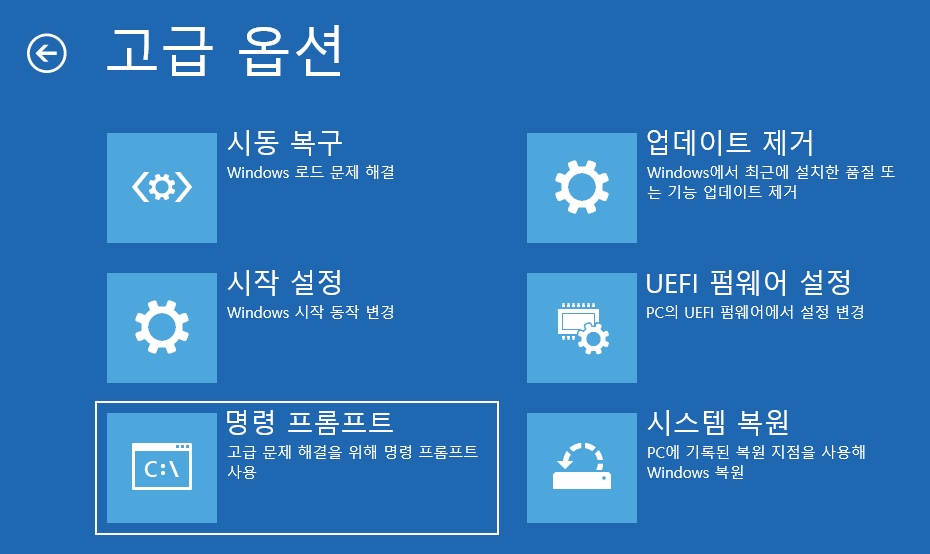 고급 옵션
시동 복구
Windows 로드 문제 해결
업데이트 제거
Windows에서 최근에 설치한 품질 또
는 기능 업데이트 제거
시작 설정
Windows 시작 동작 변경
UEFI 펌웨어 설정
PC의 UEFI 펌웨어에서 설정 변경
C:\
명령 프롬프트
고급 문제 해결을 위해 명령 프롬프트
사용
시스템 복원
PC에 기록된 복원 지점을 사용해
Windows 복원